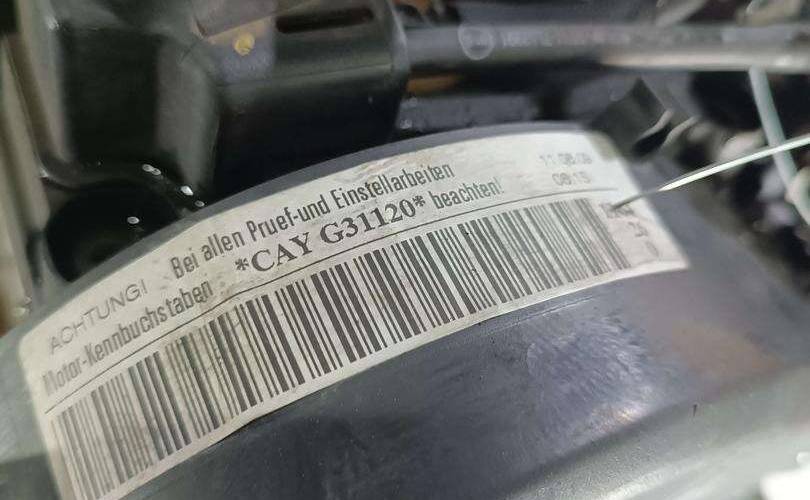 ACHTUNG! Bei allen Pruef-und Einstellarbeiten
Motor-Kennbuchstaben *CAY G31120* beachten!